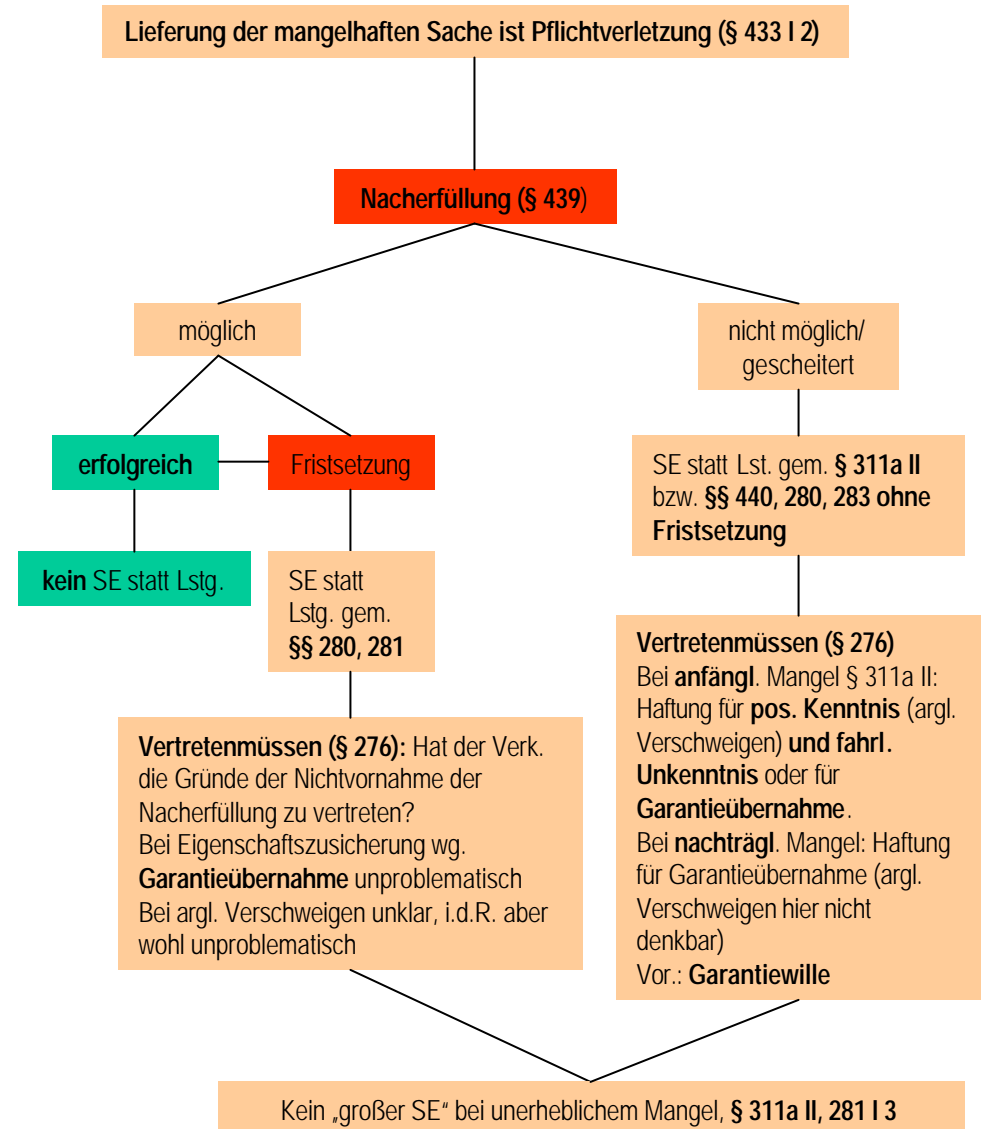 Lieferung der mangelhaften Sache ist Pflichtverletzung (§ 433 I 2)
Nacherfüllung (§ 439)
möglich
nicht möglich/
gescheitert
erfolgreich
Fristsetzung
SE statt Lst. gem. § 311a II
bzw. §§ 440, 280, 283 ohne
Fristsetzung
kein SE statt Lstg.
SE statt
Lstg. gem.
§§ 280, 281
Vertretenmüssen (§ 276): Hat der Verk.
die Gründe der Nichtvornahme der
Nacherfüllung zu vertreten?
Bei Eigenschaftszusicherung wg.
Garantieübernahme unproblematisch
Bei argl. Verschweigen unklar, i.d.R. aber
wohl unproblematisch
Vertretenmüssen (§ 276)
Bei anfängl. Mangel § 311a II:
Haftung für pos. Kenntnis (argl.
Verschweigen) und fahrl.
Unkenntnis oder für
Garantieübernahme.
Bei nachträgl. Mangel: Haftung
für Garantieübernahme (argl.
Verschweigen hier nicht
denkbar)
Vor.: Garantiewille
Kein „großer SE“ bei unerheblichem Mangel, § 311a II, 281 I 3